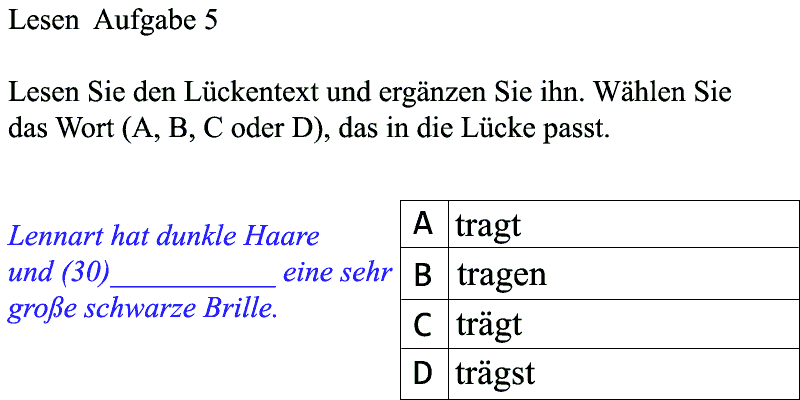 Lesen  Aufgabe 5
Lesen Sie den Lückentext und ergänzen Sie ihn. Wählen Sie
das Wort (A, B, C oder D), das in die Lücke passt.
Lennart hat dunkle Haare
und (30)___________ eine sehr
große schwarze Brille.
A tragt
B tragen
C trägt
D trägst